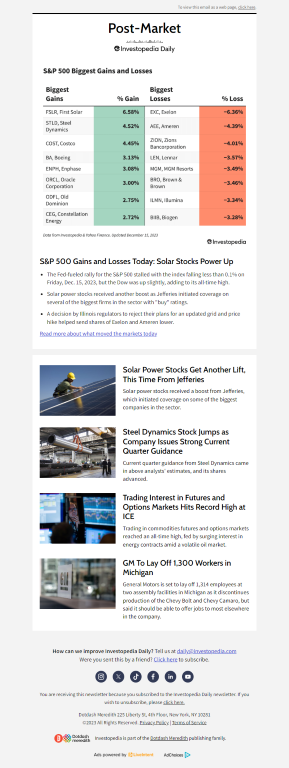 To view this email as a web page, click here.
Post-Market
Investopedia Daily
S&P 500 Biggest Gains and Losses
Biggest Gains % Gain Biggest Losses % Loss
FSLR, First Solar 6.58% EXC, Exelon −6.36%
STLD, Steel Dynamics 4.52% AEE, Ameren −4.39%
COST, Costco 4.45% ZION, Zions Bancorporation −4.01%
BA, Boeing 3.13% LEN, Lennar −3.57%
ENPH, Enphase 3.08% MGM, MGM Resorts −3.49%
ORCL, Oracle Corporation 3.00% BRO, Brown & Brown −3.46%
ODFL, Old Dominion 2.75% ILMN, Illumina −3.34%
CEG, Constellation Energy 2.72% BIIB, Biogen −3.28%
Data from Investopedia & Yahoo Finance. Updated December 15, 2023
Investopedia
S&P 500 Gains and Losses Today: Solar Stocks Power Up
• The Fed-fueled rally for the S&P 500 stalled with the index falling less than 0.1% on
Friday, Dec. 15, 2023, but the Dow was up slightly, adding to its all-time high.
• Solar power stocks received another boost as Jefferies initiated coverage on
several of the biggest firms in the sector with "buy" ratings.
• A decision by Illinois regulators to reject their plans for an updated grid and price
hike helped send shares of Exelon and Ameren lower.
Read more about what moved the markets today
Solar Power Stocks Get Another Lift,
This Time From Jefferies
Solar power stocks received a boost from Jefferies,
which initiated coverage on some of the biggest
companies in the sector.
Steel Dynamics Stock Jumps as
Company Issues Strong Current
Quarter Guidance
Current quarter guidance from Steel Dynamics came
in above analysts' estimates, and its shares
advanced.
Trading Interest in Futures and
Options Markets Hits Record High at
ICE
Trading in commodities futures and options markets
reached an all-time high, fed by surging interest in
energy contracts amid a volatile oil market.
GM To Lay Off 1,300 Workers in
Michigan
General Motors is set to lay off 1,314 employees at
two assembly facilities in Michigan as it discontinues
production of the Chevy Bolt and Chevy Camaro, but
said it should be able to offer jobs to most elsewhere
in the company.
How can we improve Investopedia Daily? Tell us at daily@investopedia.com
Were you sent this by a friend? Click here to subscribe.
You are receiving this newsletter because you subscribed to the Investopedia Daily newsletter. If you
wish to unsubscribe, please click here.
Dotdash Meredith 225 Liberty St, 4th Floor, New York, NY 10281
©2023 All Rights Reserved. Privacy Policy | Terms of Service
Dotdash meredith Investopedia is part of the Dotdash Meredith publishing family.
Ads powered by LiveIntent AdChoices